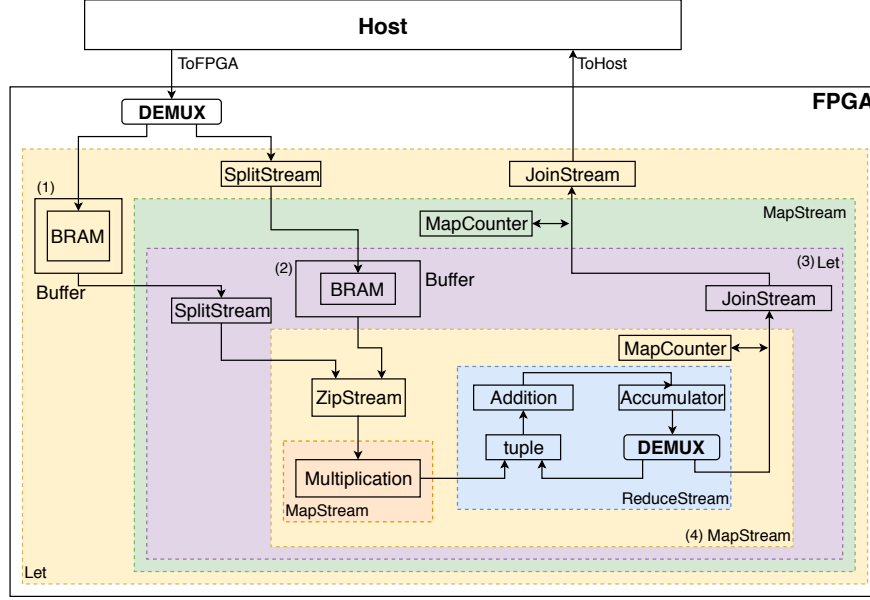 Host
ToFPGA
ToHost
FPGA
DEMUX
SplitStream
JoinStream
(1)
BRAM
Buffer
MapCounter
MapStream
(2)
BRAM
Buffer
(3) Let
SplitStream
JoinStream
MapCounter
ZipStream
Addition
Accumulator
tuple
DEMUX
Multiplication
MapStream
ReduceStream
(4) MapStream
Let